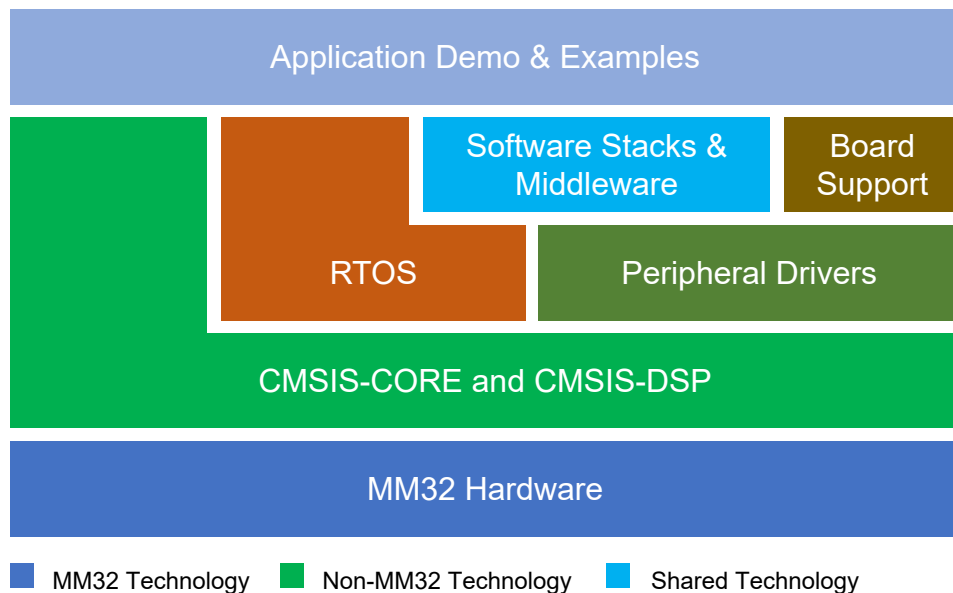 Application Demo & Examples
Software Stacks &
Middleware
Board
Support
RTOS
Peripheral Drivers
CMSIS-CORE and CMSIS-DSP
MM32 Hardware
MM32 Technology
Non-MM32 Technology
Shared Technology